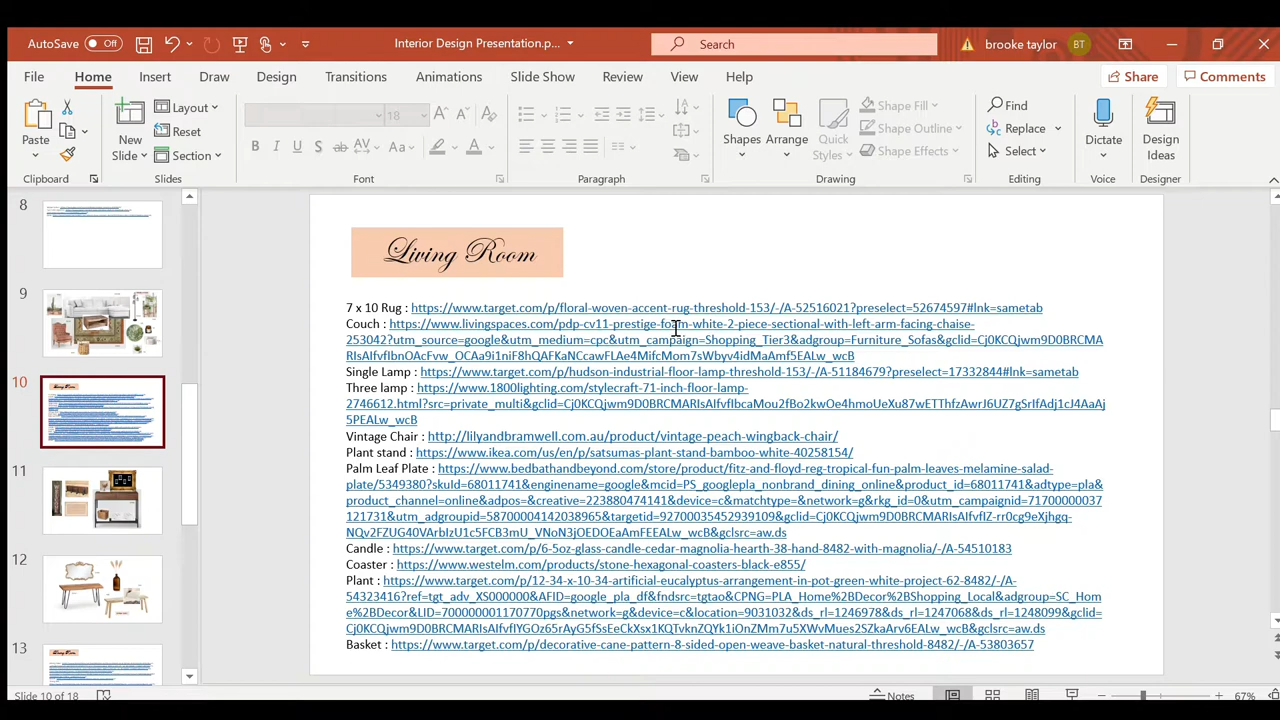 AutoSave Off Interior Design Presentation.p... Search brooke taylor BT
File Home Insert Draw Design Transitions Animations Slide Show Review View Help Share Comments
Paste New Slide Layout Reset Section 18 Shapes Arrange Quick Styles Shape Fill Shape Outline Shape Effects Find Replace Select Dictate Design Ideas
Clipboard Slides Font Paragraph Drawing Editing Voice Designer
8
9
10
11
12
13
Living Room
7 x 10 Rug : https://www.target.com/p/floral-woven-accent-rug-threshold-153/-/A-52516021?preselect=52674597#lnk=sametab
Couch : https://www.livingspaces.com/pdp-cv11-prestige-foam-white-2-piece-sectional-with-left-arm-facing-chaise-
253042?utm_source=google&utm_medium=cpc&utm_campaign=Shopping_Tier3&adgroup=Furniture_Sofas&gclid=Cj0KCQjwm9D0BRCMA
RIsAIfvfIbnOAcFvw_OCAa9i1niF8hQAFKaNCcawFLAe4MifcMom7sWbyv4idMaAmf5EALw_wcB
Single Lamp : https://www.target.com/p/hudson-industrial-floor-lamp-threshold-153/-/A-51184679?preselect=17332844#lnk=sametab
Three lamp : https://www.1800lighting.com/stylecraft-71-inch-floor-lamp-
2746612.html?src=private_multi&gclid=Cj0KCQjwm9D0BRCMARIsAIfvfIbcaMou2fBo2kwOe4hmoUeXu87wETThfzAwrJ6UZ7gSrIfAdj1cJ4AaAj
5PEALw_wcB
Vintage Chair : http://lilyandbramwell.com.au/product/vintage-peach-wingback-chair/
Plant stand : https://www.ikea.com/us/en/p/satsumas-plant-stand-bamboo-white-40258154/
Palm Leaf Plate : https://www.bedbathandbeyond.com/store/product/fitz-and-floyd-reg-tropical-fun-palm-leaves-melamine-salad-
plate/5349380?skuId=68011741&enginename=google&mcid=PS_googlepla_nonbrand_dining_online&product_id=68011741&adtype=pla&
product_channel=online&adpos=&creative=223880474141&device=c&matchtype=&network=g&rkg_id=0&utm_campaignid=71700000037
121731&utm_adgroupid=58700004142038965&targetid=92700035452939109&gclid=Cj0KCQjwm9D0BRCMARIsAIfvfIZ-rr0cg9eXjhgq-
NQv2FZUG40VArbIzU1c5FCB3mU_VNoN3jOEDOEaAmFEEALw_wcB&gclsrc=aw.ds
Candle : https://www.target.com/p/6-5oz-glass-candle-cedar-magnolia-hearth-38-hand-8482-with-magnolia/-/A-54510183
Coaster : https://www.westelm.com/products/stone-hexagonal-coasters-black-e855/
Plant : https://www.target.com/p/12-34-x-10-34-artificial-eucalyptus-arrangement-in-pot-green-white-project-62-8482/-/A-
54323416?ref=tgt_adv_XS000000&AFID=google_pla_df&fndsrc=tgtao&CPNG=PLA_Home%2BDecor%2BShopping_Local&adgroup=SC_Hom
e%2BDecor&LID=700000001170770pgs&network=g&device=c&location=9031032&ds_rl=1246978&ds_rl=1247068&ds_rl=1248099&gclid=
Cj0KCQjwm9D0BRCMARIsAIfvfIYGOz65rAyG5fSsEeCkXsx1KQTvknZQYk1iOnZMm7u5XWvMues2SZkaArv6EALw_wcB&gclsrc=aw.ds
Basket : https://www.target.com/p/decorative-cane-pattern-8-sided-open-weave-basket-natural-threshold-8482/-/A-53803657
Slide 10 of 18 Notes 67%